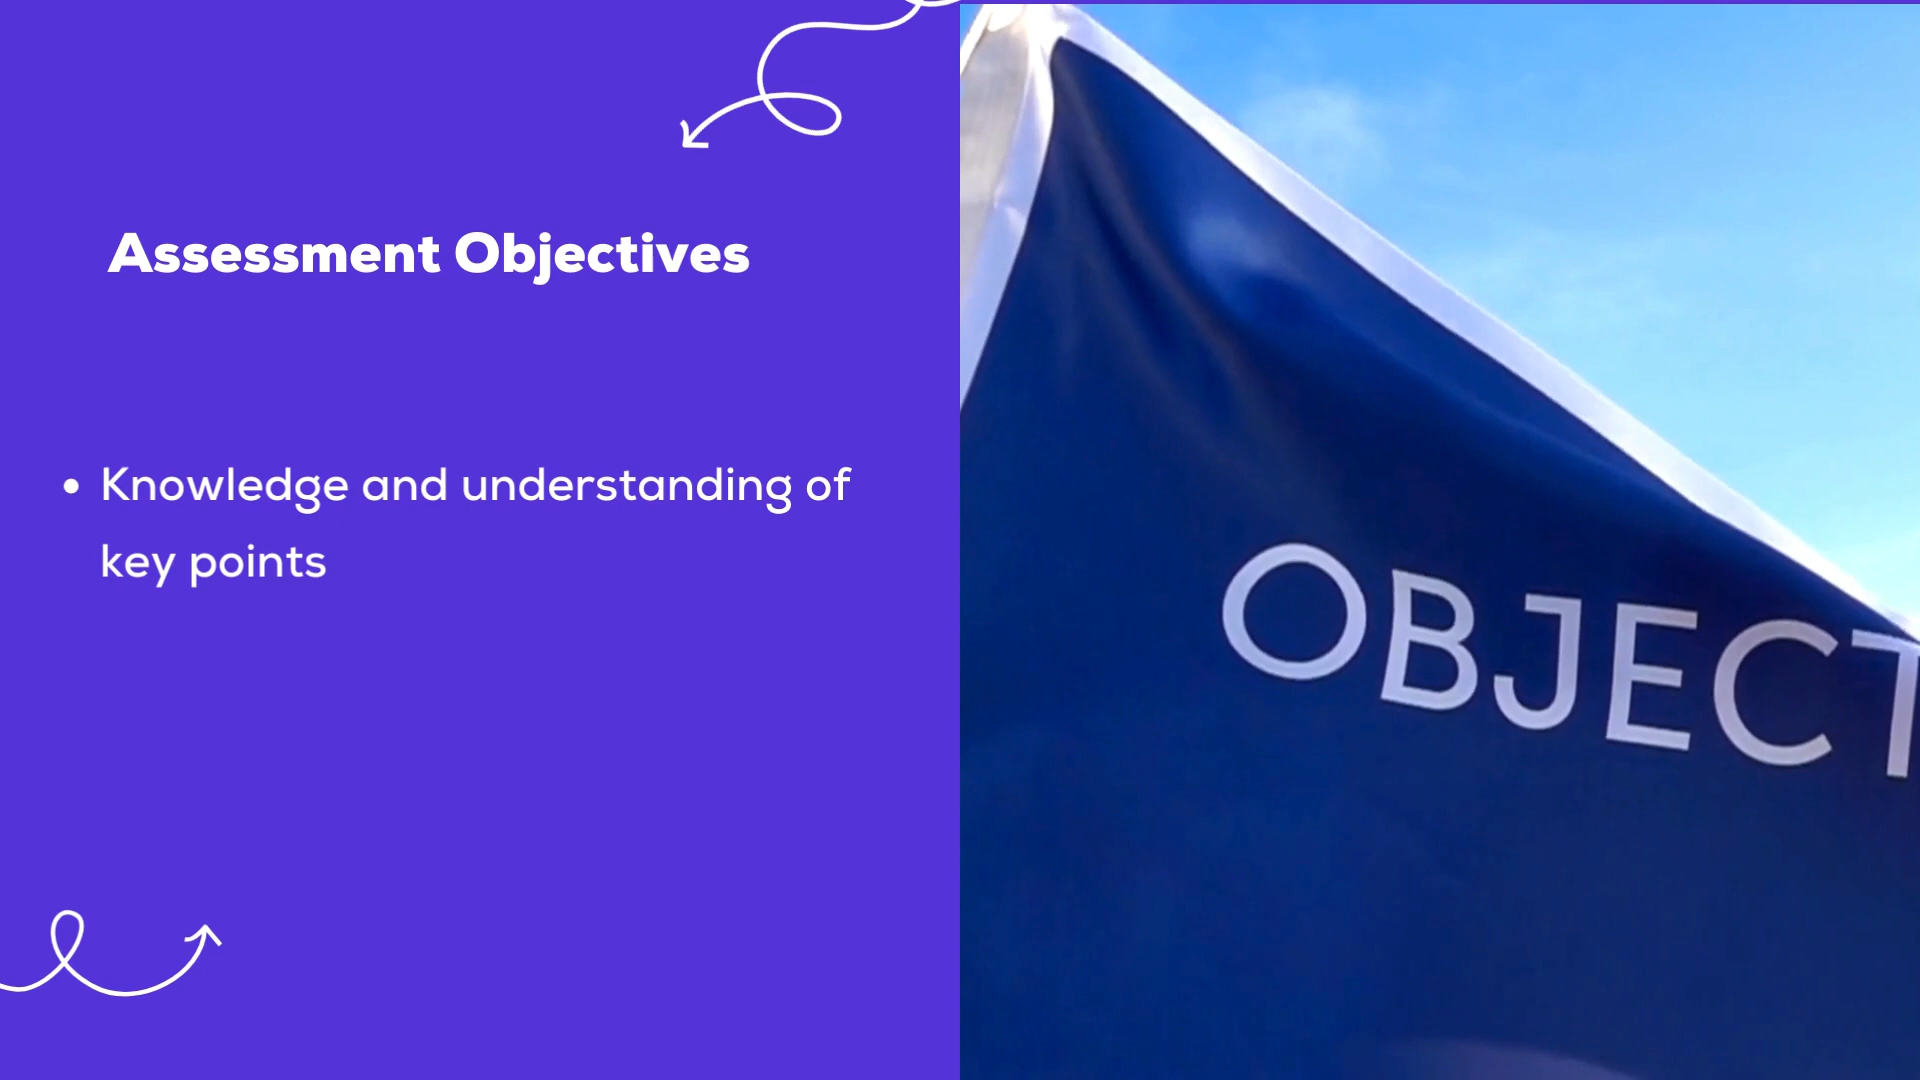 Assessment Objectives
• Knowledge and understanding of
key points
OBJECT